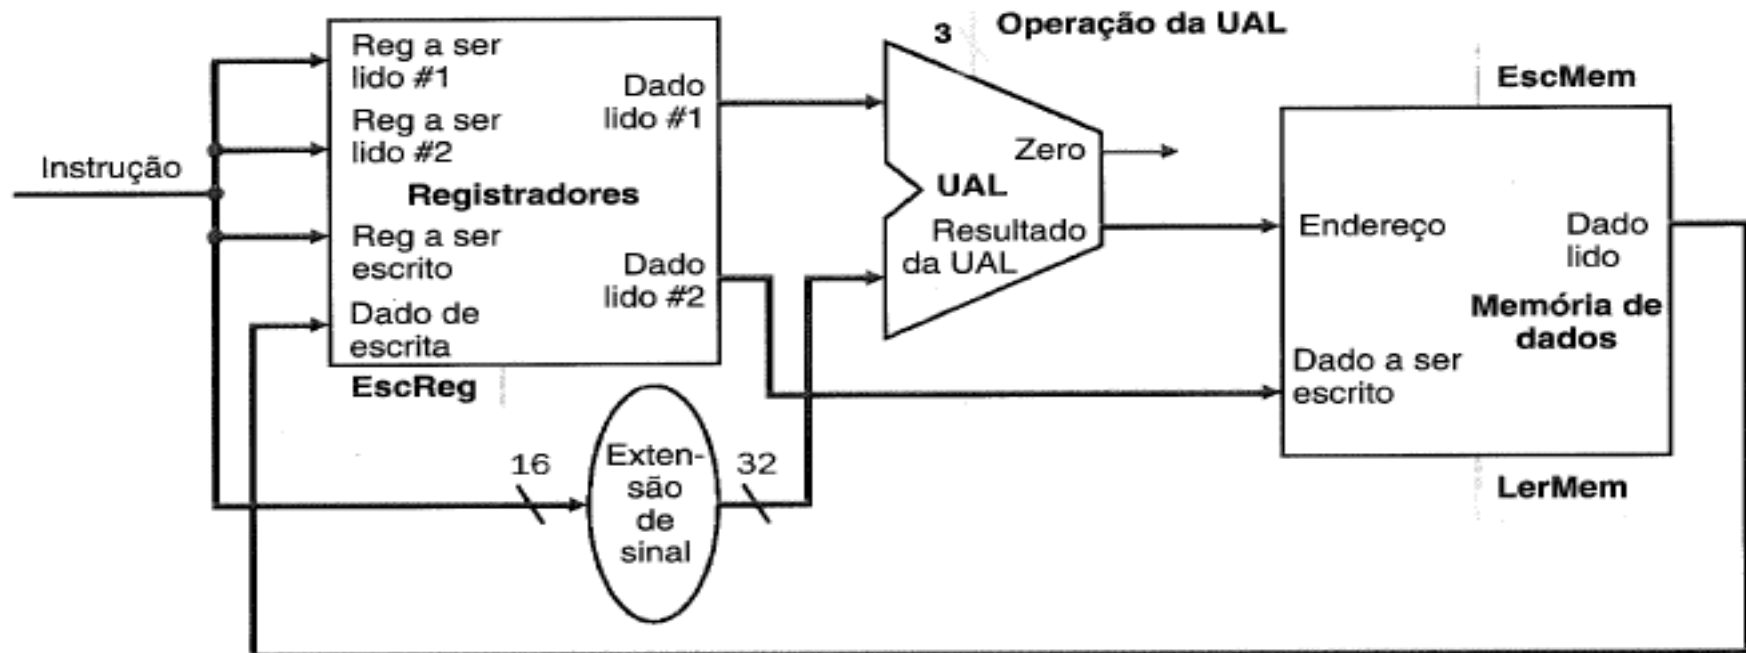 3 Operação da UAL
EscMem
Instrução
Reg a ser
lido #1
Reg a ser
lido #2
Registradores
Reg a ser
escrito
Dado de
escrita
Dado
lido #1
Dado
lido #2
EscReg
Zero
UAL
Resultado
da UAL
Endereço
Dado
lido
Memória de
dados
Dado a ser
escrito
LerMem
16
Exten-
são
de
sinal
32